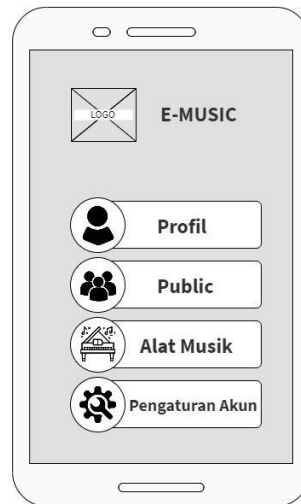 LOGO
E-MUSIC
Profil
Public
Alat Musik
Pengaturan Akun